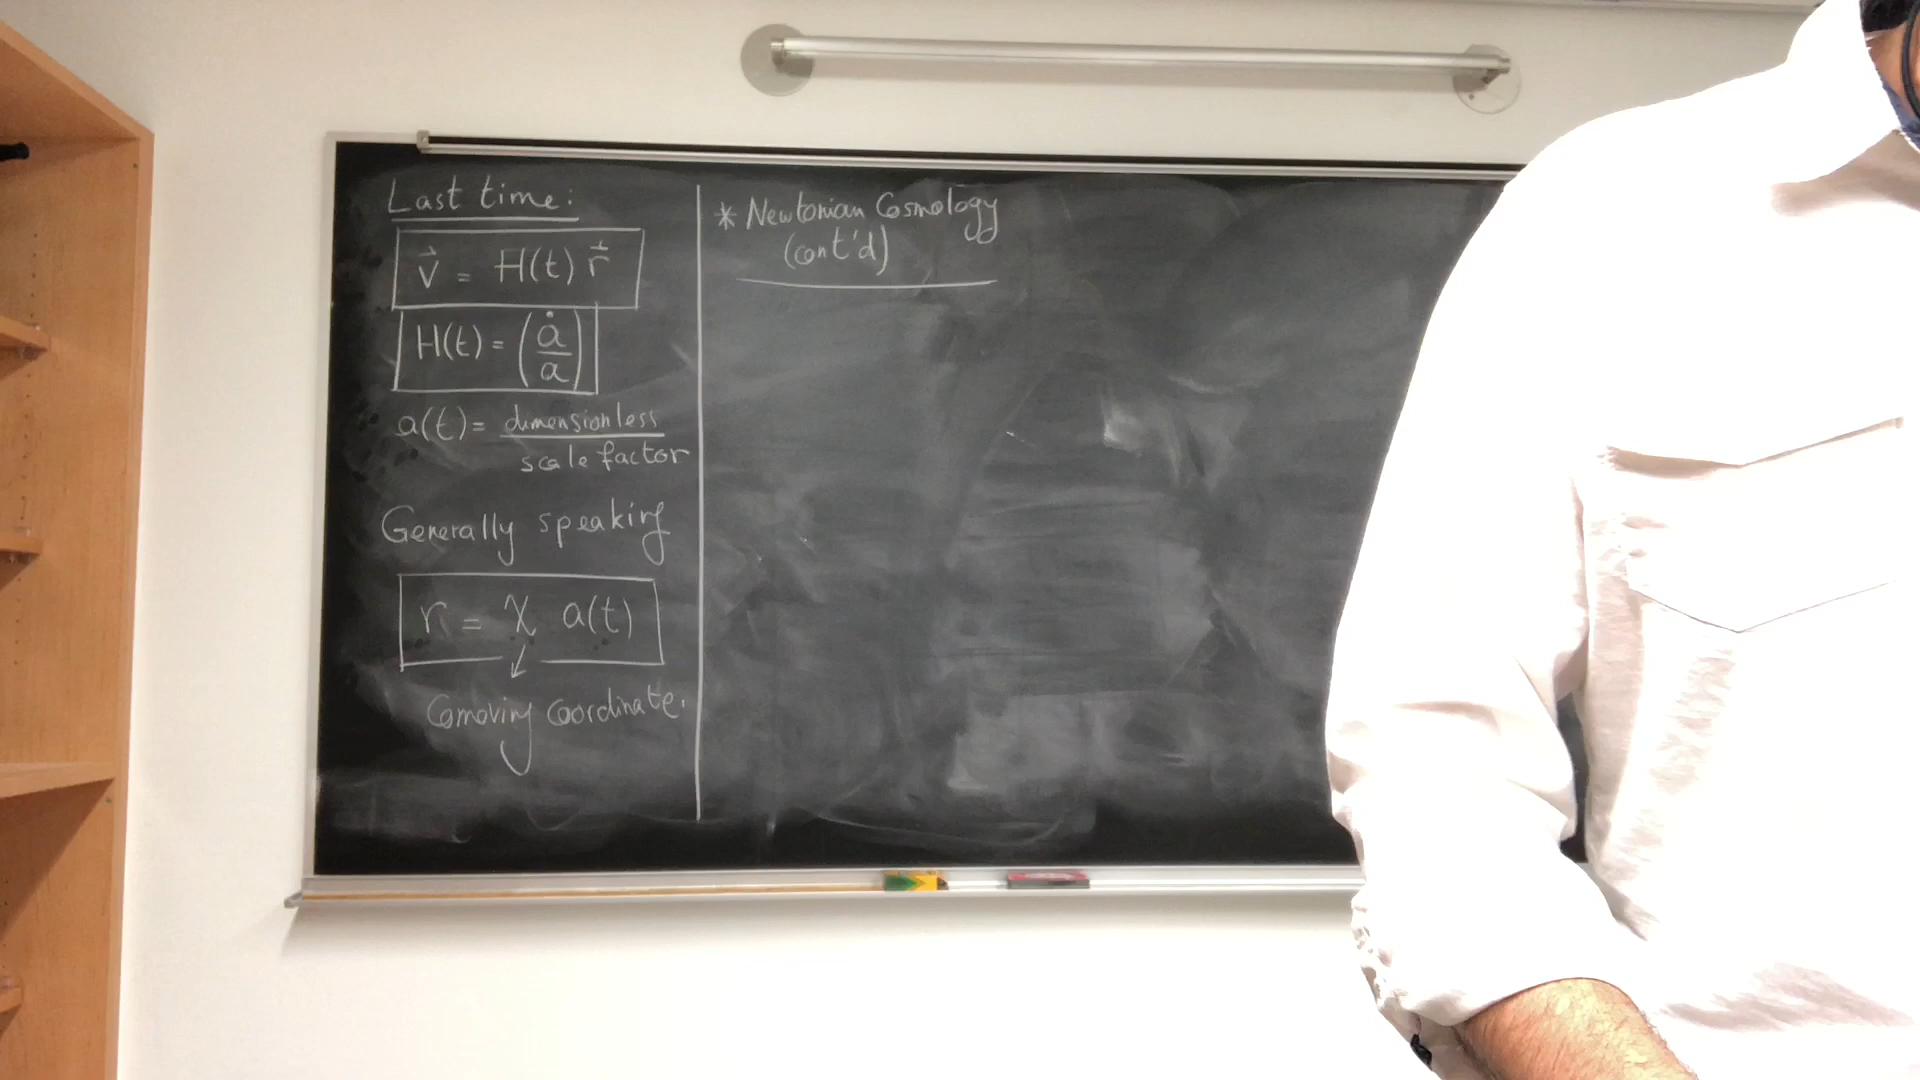 Last time:
v⃗ = H(t) r⃗
H(t) = (ȧ/a)
a(t) = dimensionless
scale factor
Generally speaking
r = χ a(t)
↓
Comoving coordinate.
* Newtonian Cosmology
(cont'd)